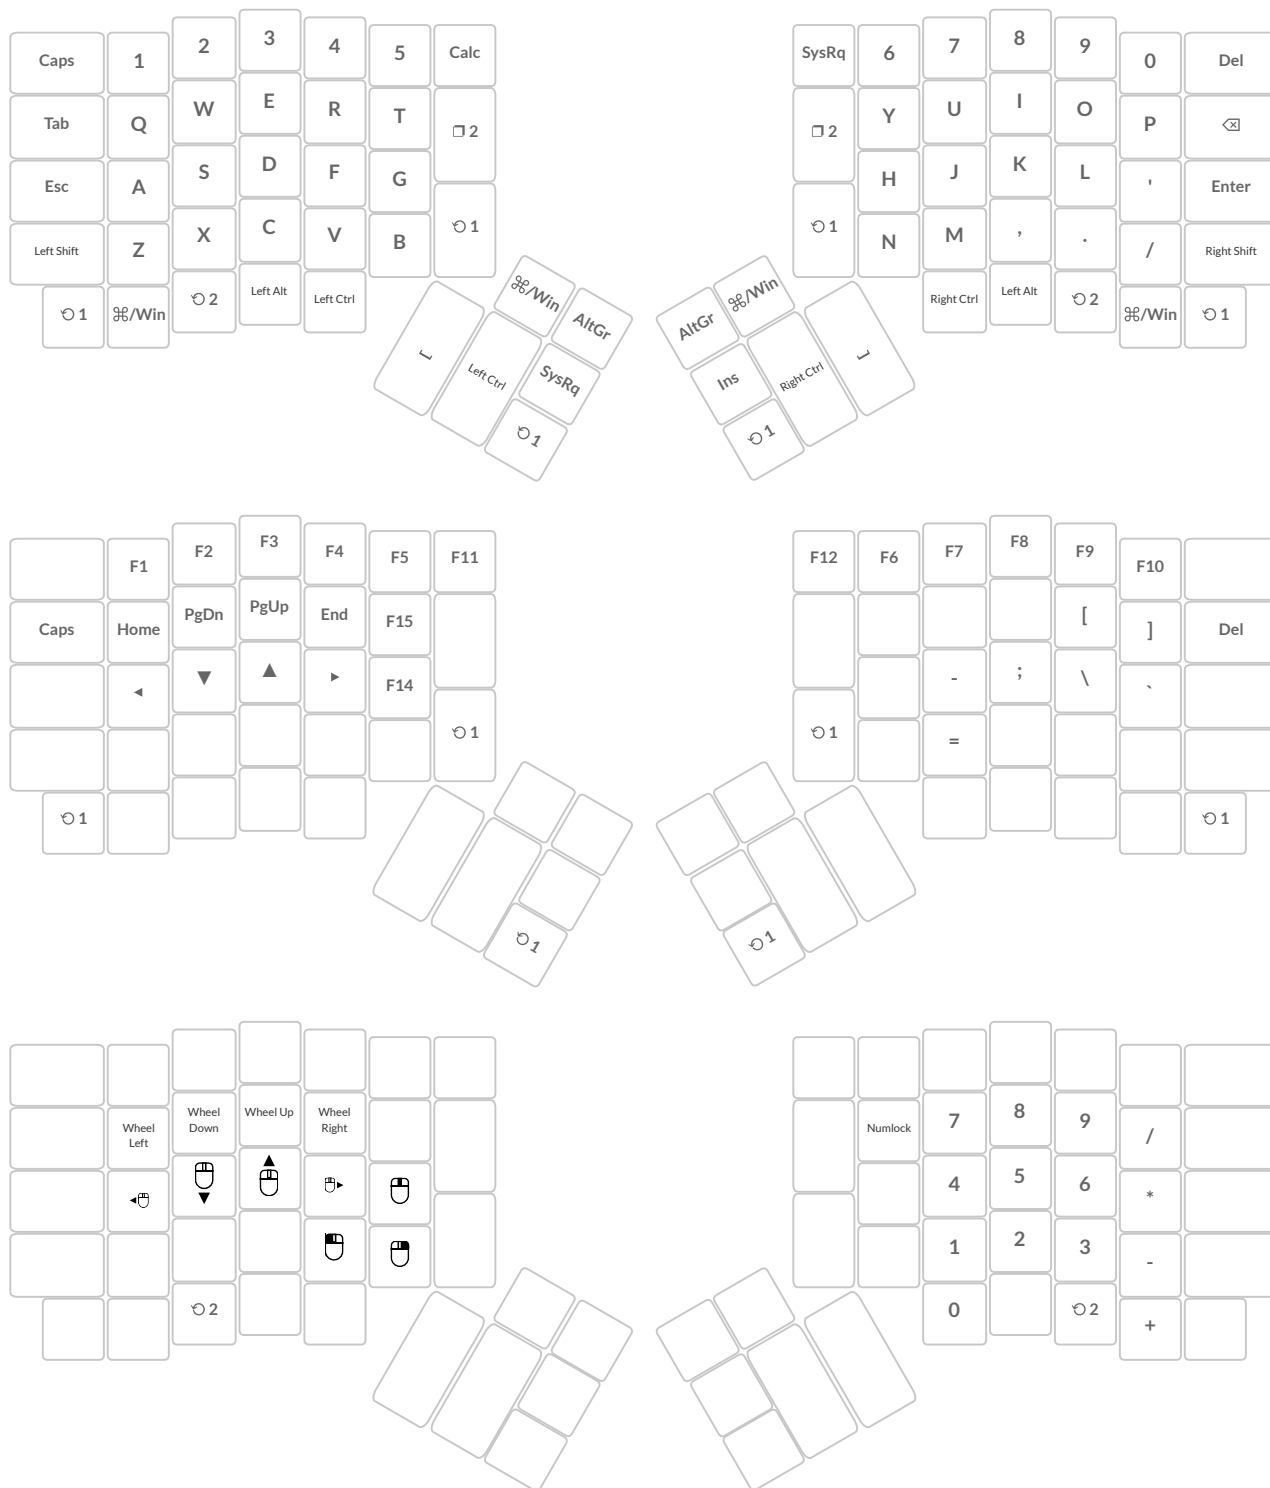 Caps 1 2 3 4 5 Calc
SysRq 6 7 8 9 0 Del
Tab Q W E R T 2
2 Y U I O P ⌫
Esc A S D F G
H J K L ' Enter
Left Shift Z X C V B 1
1 N M , . / Right Shift
1 ⌘/Win 2 Left Alt Left Ctrl
Right Ctrl Left Alt 2 ⌘/Win 1
⌘/Win AltGr
[ Left Ctrl SysRq
1
AltGr ⌘/Win
Ins Right Ctrl ]
1
F1 F2 F3 F4 F5 F11
F12 F6 F7 F8 F9 F10
Caps Home PgDn PgUp End F15
[ ] Del
◄ ▼ ▲ ► F14
- ; \ `
1
1 =
1
1
1
1
Wheel Left Wheel Down Wheel Up Wheel Right
Numlock 7 8 9 /
◄ ▼ ▲ ►
4 5 6 *
1 2 3 -
2
0 2 +